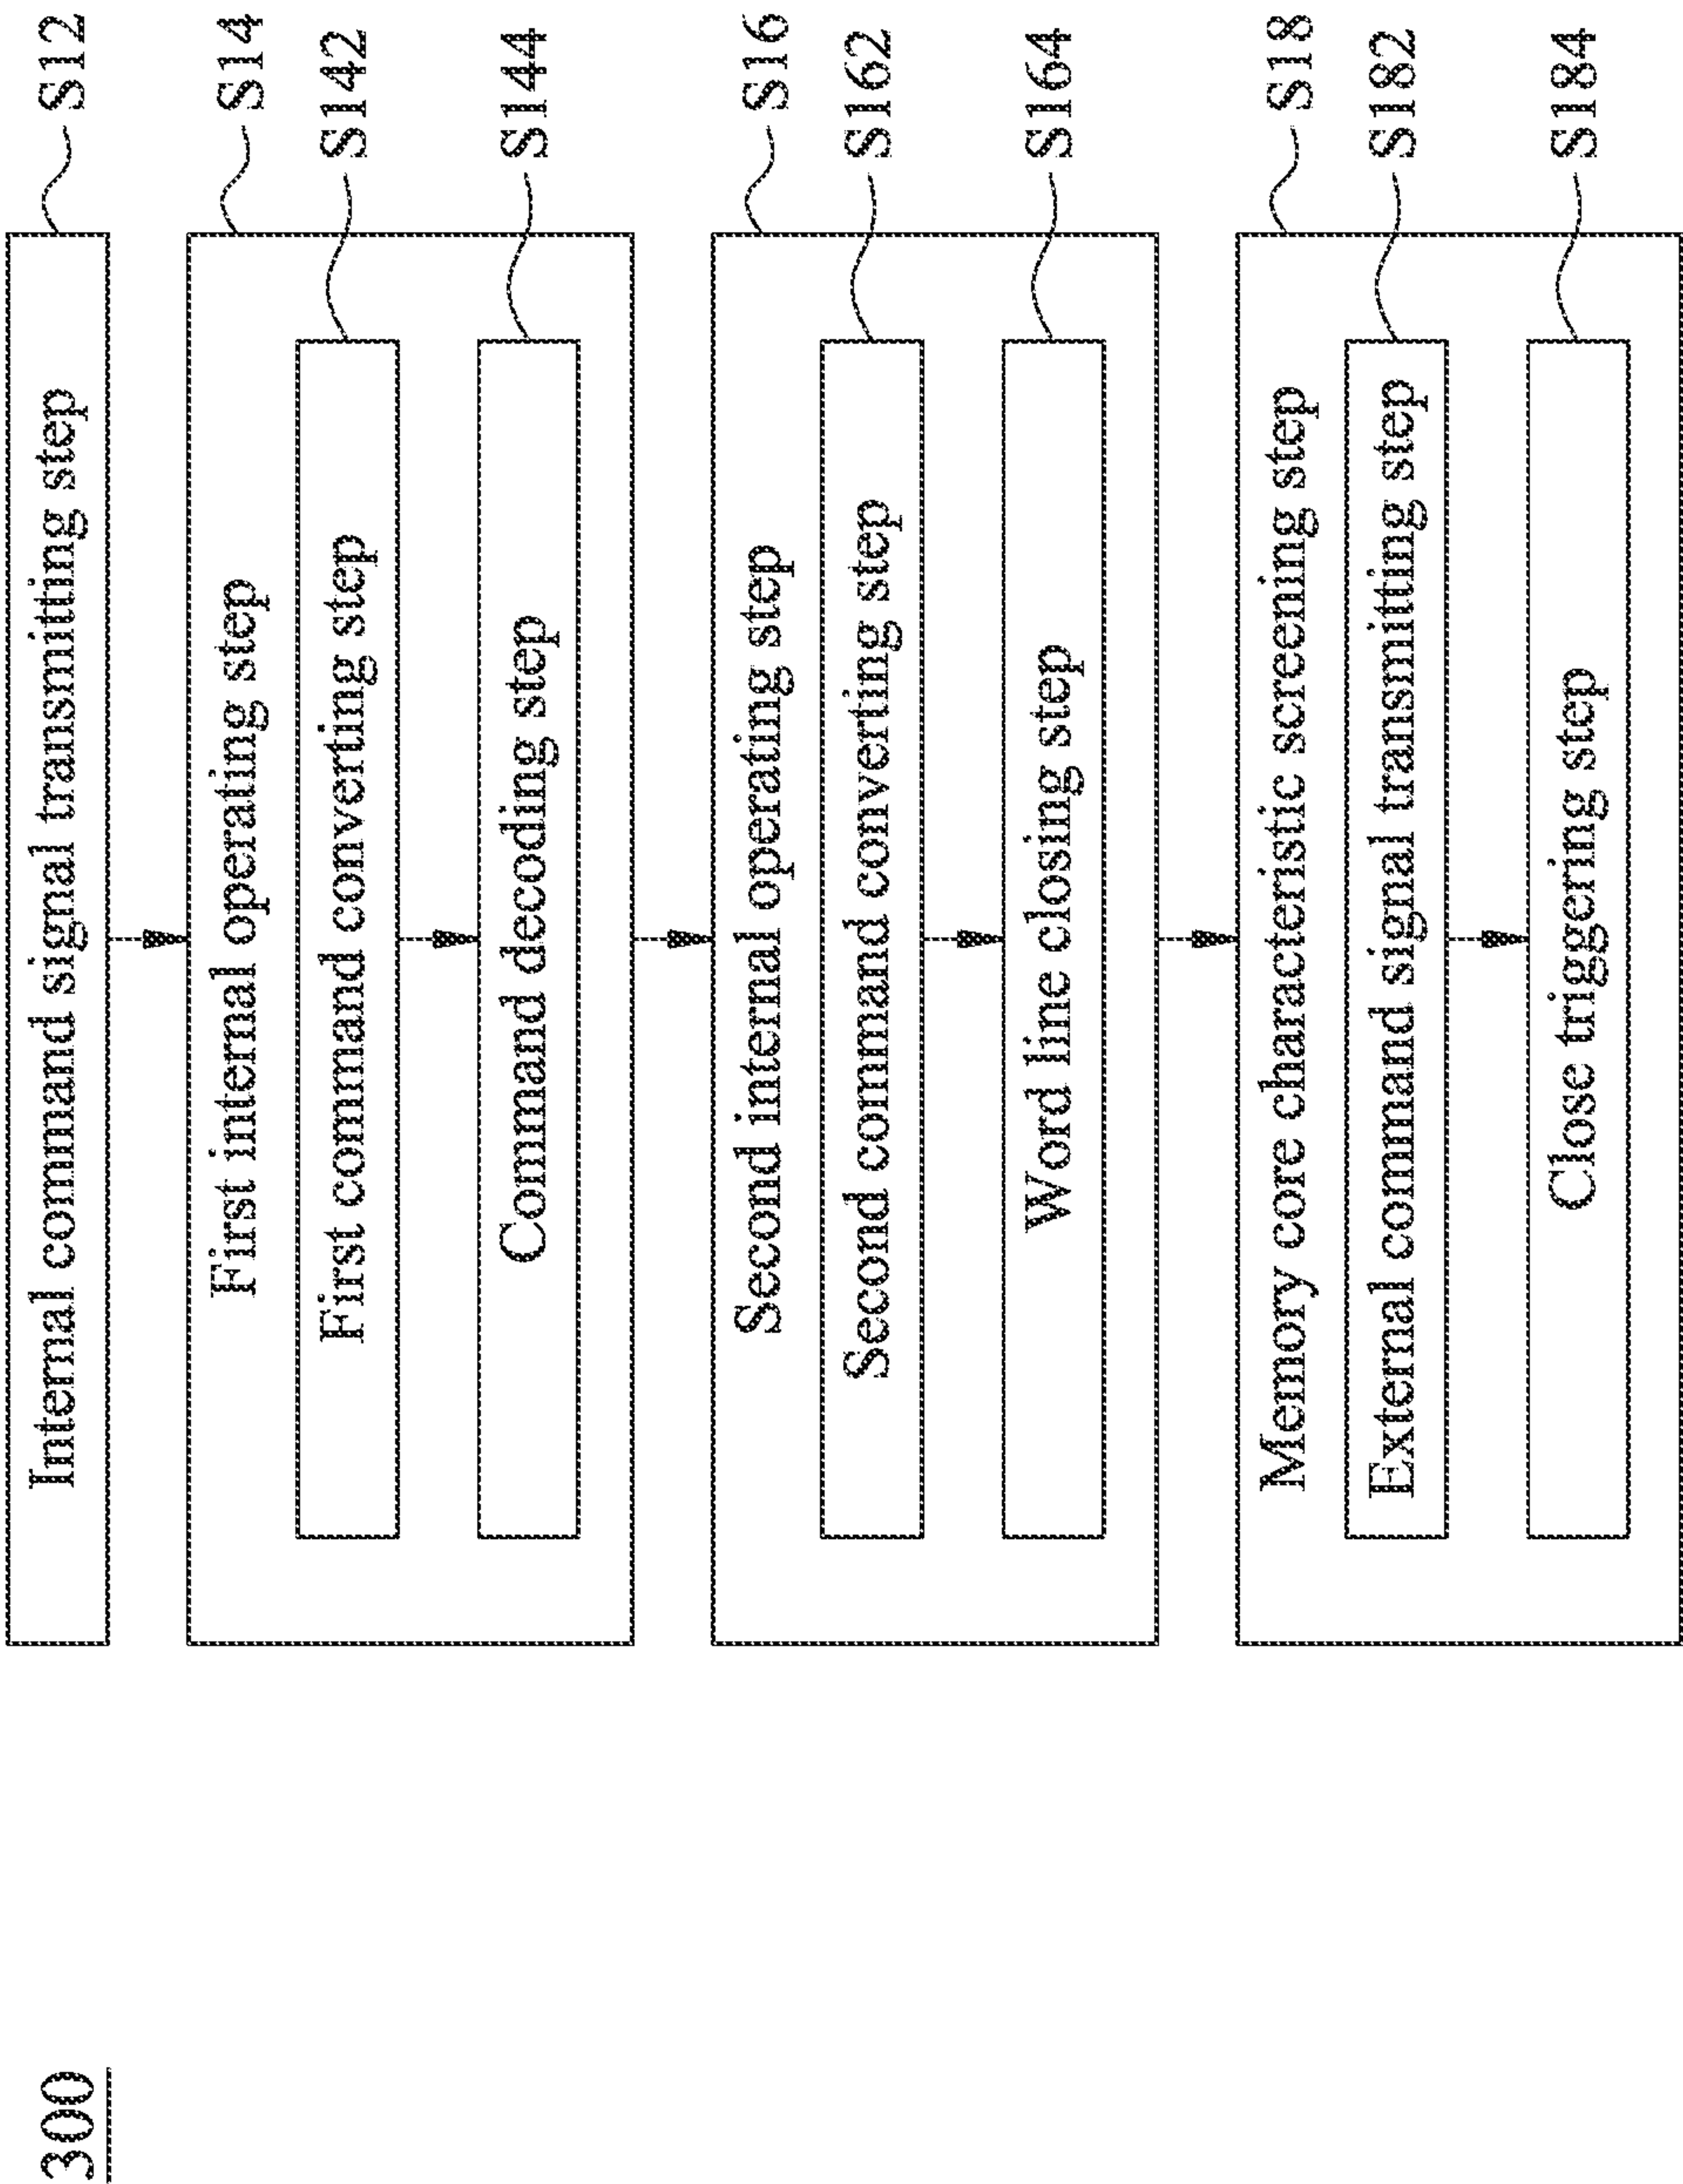 300
Internal command signal transmitting step
S12
First internal operating step
S14
First command converting step
S142
Command decoding step
S144
Second internal operating step
S16
Second command converting step
S162
Word line closing step
S164
Memory core characteristic screening step
S18
External command signal transmitting step
S182
Close triggering step
S184